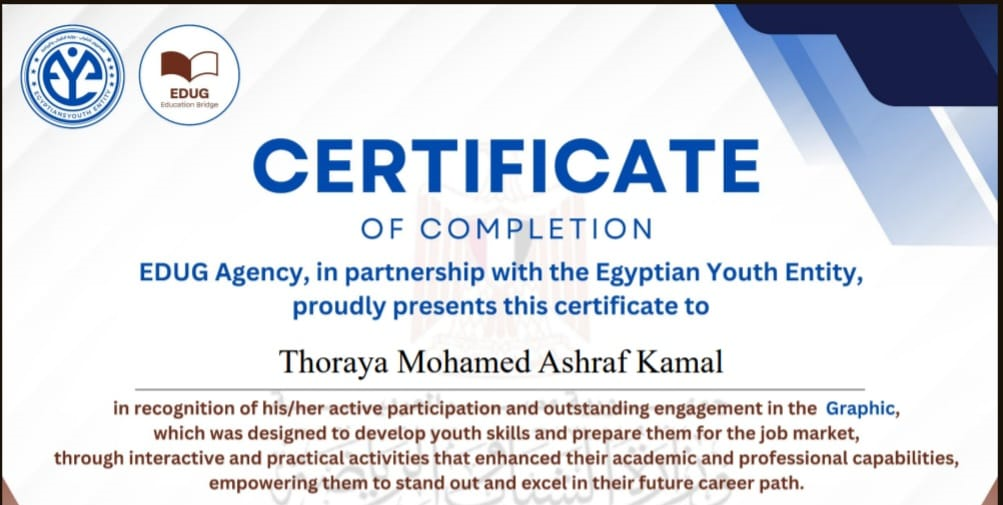 EGYPTIANSYOUTH ENTITY
EDUG
Education Bridge
CERTIFICATE
OF COMPLETION
EDUG Agency, in partnership with the Egyptian Youth Entity,
proudly presents this certificate to
Thoraya Mohamed Ashraf Kamal
in recognition of his/her active participation and outstanding engagement in the Graphic,
which was designed to develop youth skills and prepare them for the job market,
through interactive and practical activities that enhanced their academic and professional capabilities,
empowering them to stand out and excel in their future career path.